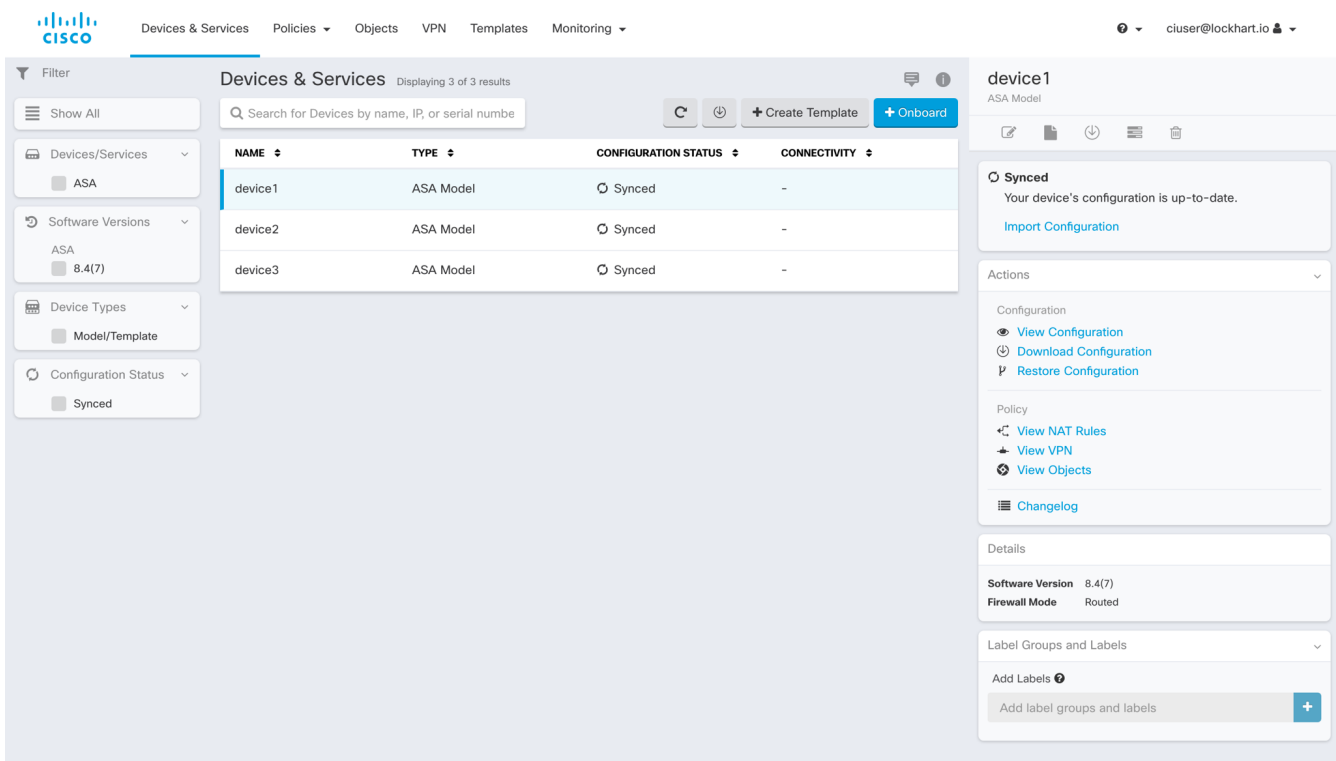 CISCO
Devices & Services Policies Objects VPN Templates Monitoring ciuser@lockhart.io
Filter
Show All
Devices/Services
ASA
Software Versions
ASA
8.4(7)
Device Types
Model/Template
Configuration Status
Synced
Devices & Services Displaying 3 of 3 results
Search for Devices by name, IP, or serial numbe
+ Create Template
+ Onboard
NAME TYPE CONFIGURATION STATUS CONNECTIVITY
device1 ASA Model Synced -
device2 ASA Model Synced -
device3 ASA Model Synced -
device1
ASA Model
Synced
Your device's configuration is up-to-date.
Import Configuration
Actions
Configuration
View Configuration
Download Configuration
Restore Configuration
Policy
View NAT Rules
View VPN
View Objects
Changelog
Details
Software Version 8.4(7)
Firewall Mode Routed
Label Groups and Labels
Add Labels
Add label groups and labels
+